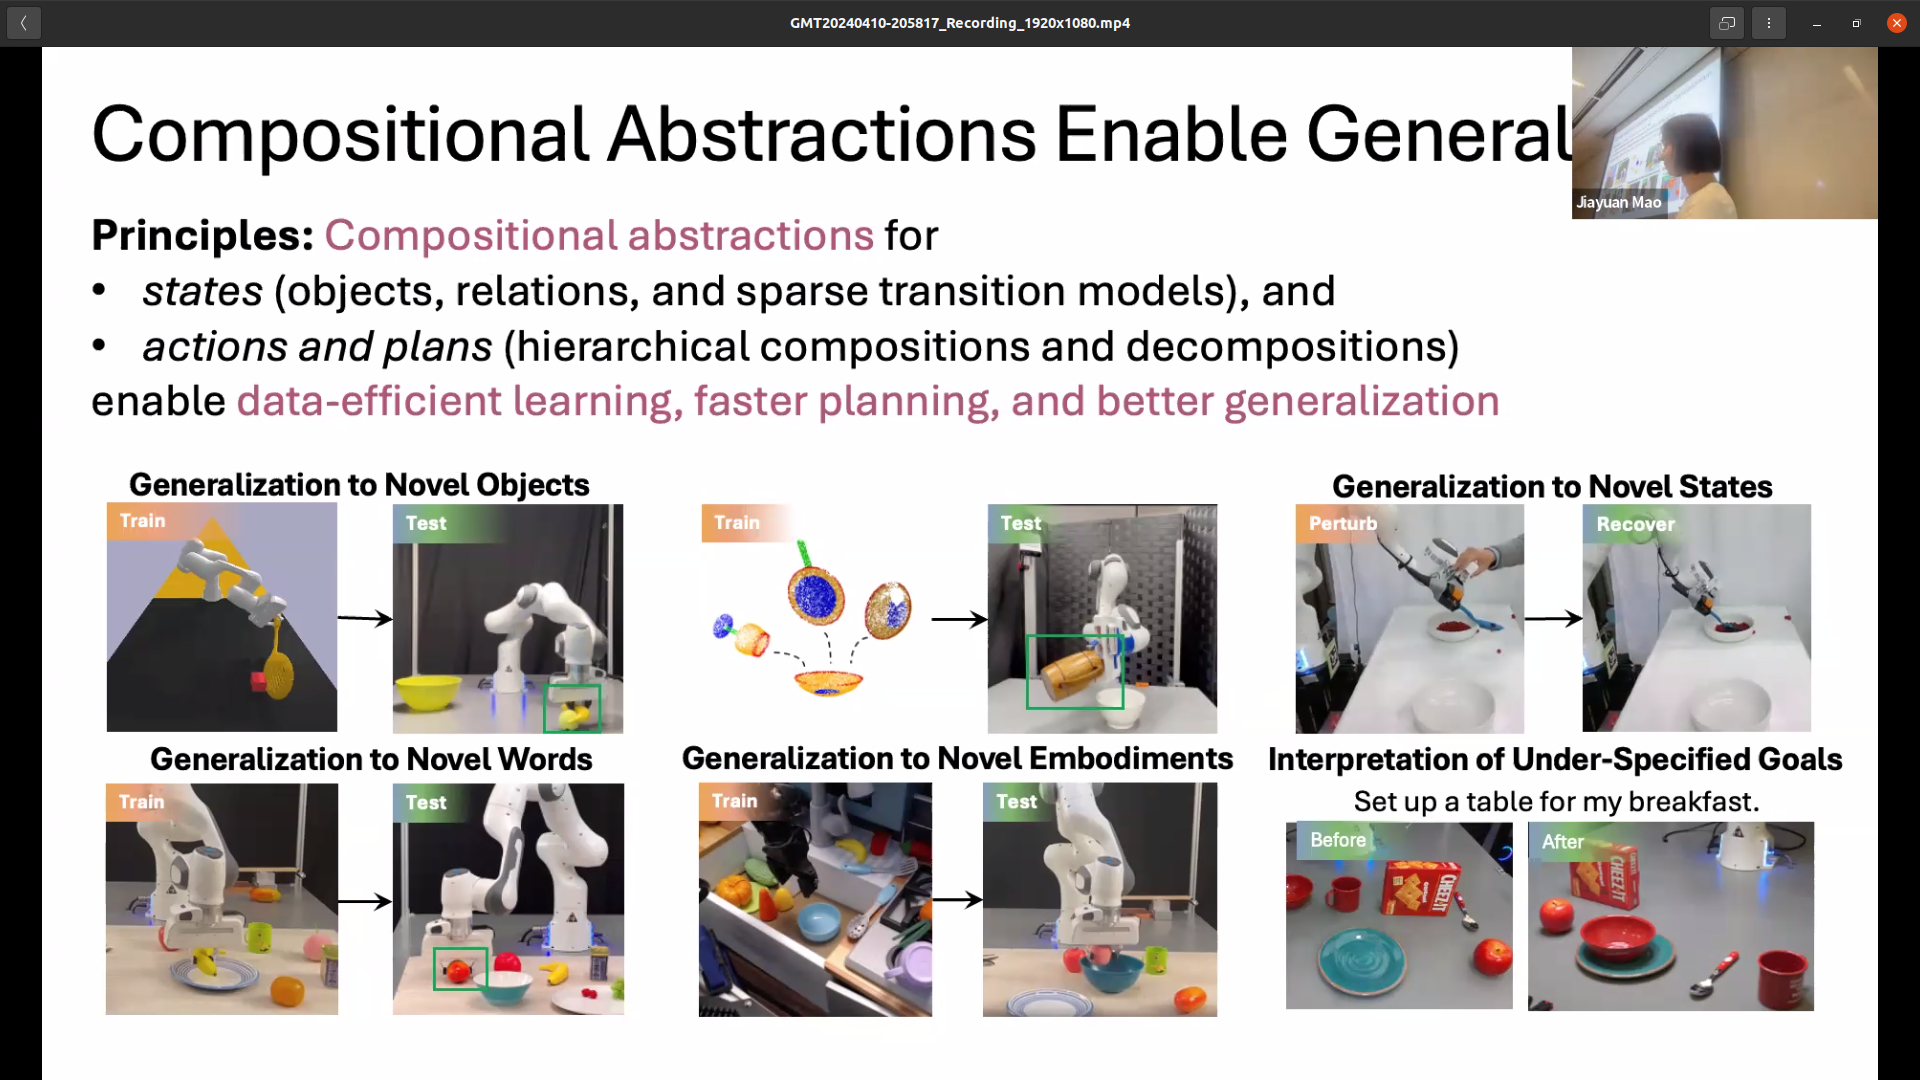 GMT20240410-205817_Recording_1920x1080.mp4
Compositional Abstractions Enable General
Jiayuan Mao
Principles: Compositional abstractions for
• states (objects, relations, and sparse transition models), and
• actions and plans (hierarchical compositions and decompositions)
enable data-efficient learning, faster planning, and better generalization
Generalization to Novel Objects
Train
Test
Train
Test
Generalization to Novel States
Perturb
Recover
Generalization to Novel Words
Train
Test
Generalization to Novel Embodiments
Train
Test
Interpretation of Under-Specified Goals
Set up a table for my breakfast.
Before
CHEEZ-IT
After
CHEEZ-IT